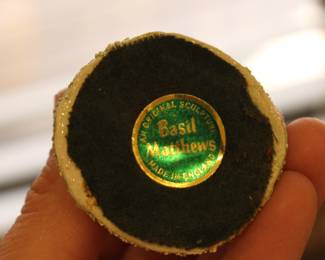 AN ORIGINAL SCULPTURE
Basil
Matthews
MADE IN ENGLAND